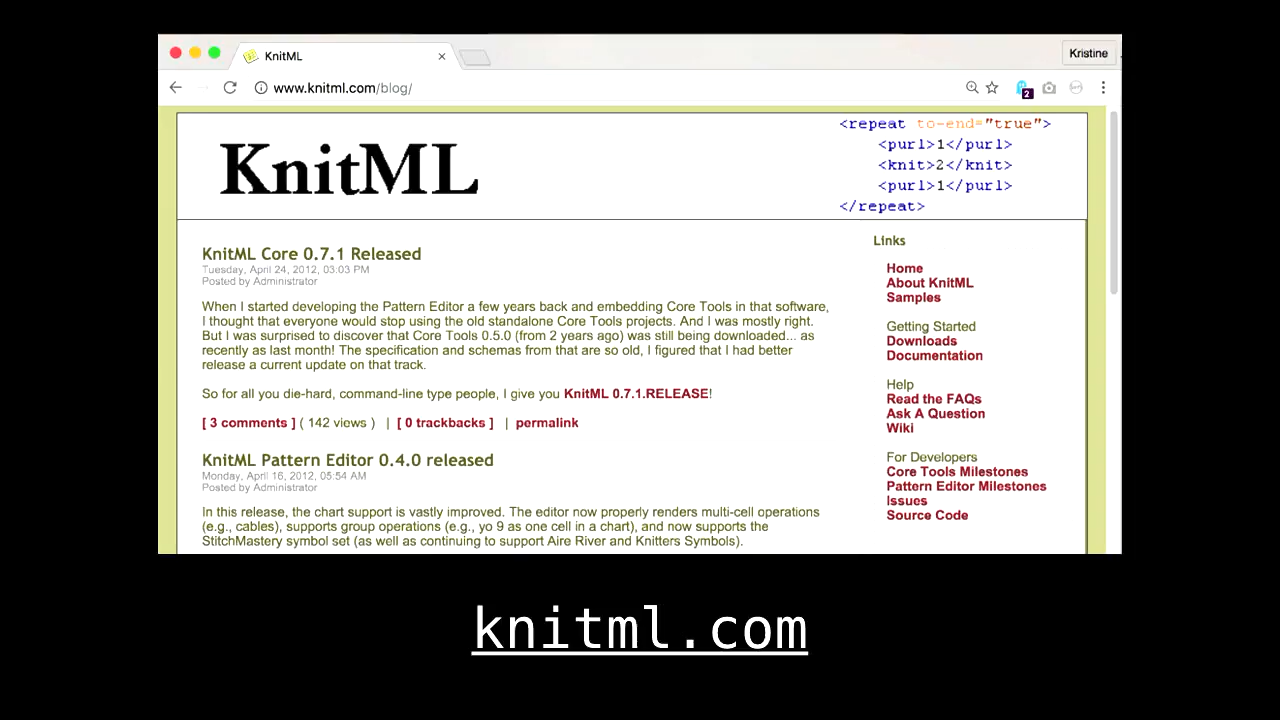 KnitML
Kristine
www.knitml.com/blog/
2
KnitML
<repeat to-end="true">
<purl>1</purl>
<knit>2</knit>
<purl>1</purl>
</repeat>
KnitML Core 0.7.1 Released
Tuesday, April 24, 2012, 03:03 PM
Posted by Administrator
When I started developing the Pattern Editor a few years back and embedding Core Tools in that software,
I thought that everyone would stop using the old standalone Core Tools projects. And I was mostly right.
But I was surprised to discover that Core Tools 0.5.0 (from 2 years ago) was still being downloaded... as
recently as last month! The specification and schemas from that are so old, I figured that I had better
release a current update on that track.
So for all you die-hard, command-line type people, I give you KnitML 0.7.1.RELEASE!
[ 3 comments ] ( 142 views ) | [ 0 trackbacks ] | permalink
KnitML Pattern Editor 0.4.0 released
Monday, April 16, 2012, 05:54 AM
Posted by Administrator
In this release, the chart support is vastly improved. The editor now properly renders multi-cell operations
(e.g., cables), supports group operations (e.g., yo 9 as one cell in a chart), and now supports the
StitchMastery symbol set (as well as continuing to support Aire River and Knitters Symbols).
Links
Home
About KnitML
Samples
Getting Started
Downloads
Documentation
Help
Read the FAQs
Ask A Question
Wiki
For Developers
Core Tools Milestones
Pattern Editor Milestones
Issues
Source Code
knitml.com